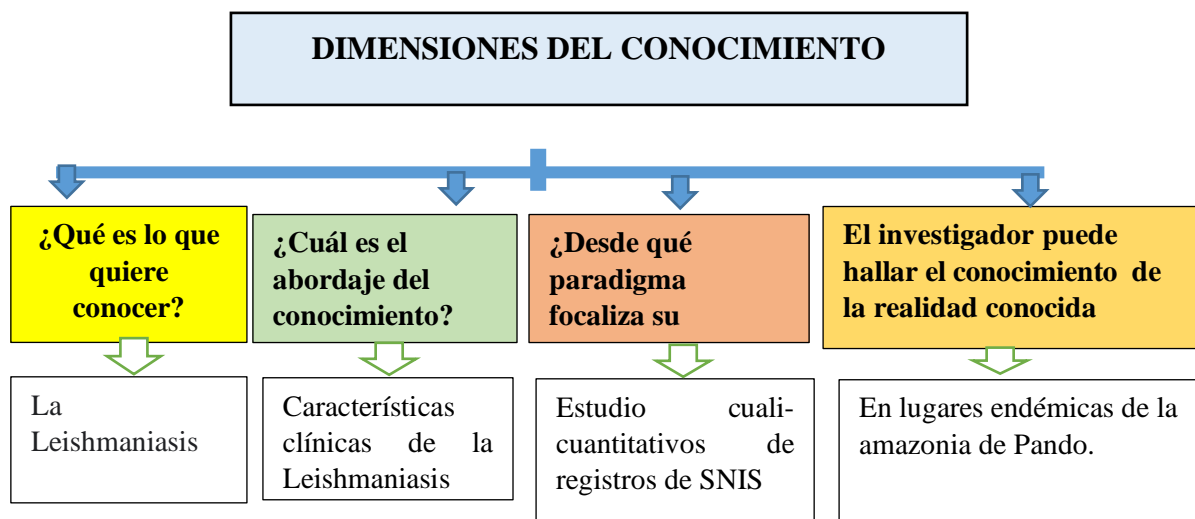 DIMENSIONES DEL CONOCIMIENTO
¿Qué es lo que
quiere
conocer?
¿Cuál es el
abordaje del
conocimiento?
¿Desde qué
paradigma
focaliza su
El investigador puede
hallar el conocimiento de
la realidad conocida
La
Leishmaniasis
Características
clínicas de la
Leishmaniasis
Estudio cuali-
cuantitativos de
registros de SNIS
En lugares endémicas de la
amazonia de Pando.